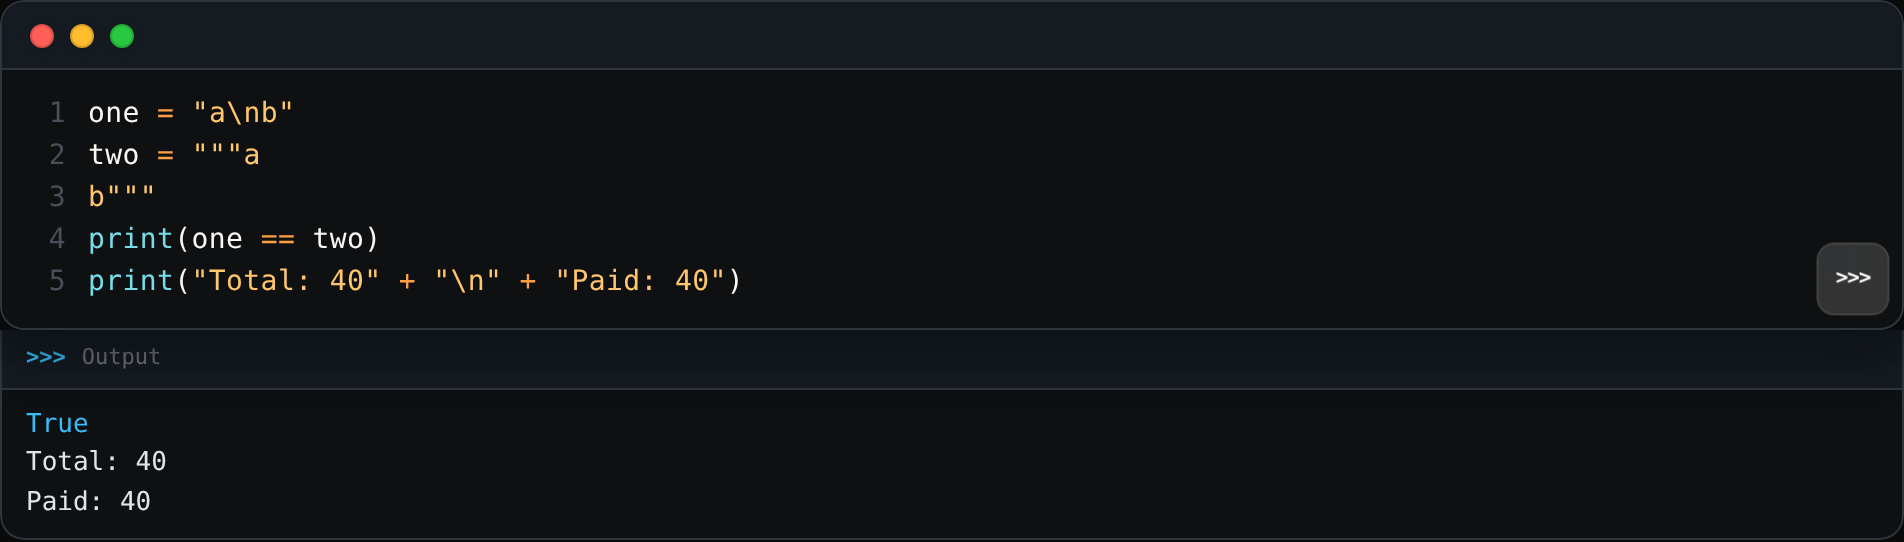 1 one = "a\nb"
2 two = """a
3 b"""
4 print(one == two)
5 print("Total: 40" + "\n" + "Paid: 40")
>>>
>>> Output
True
Total: 40
Paid: 40